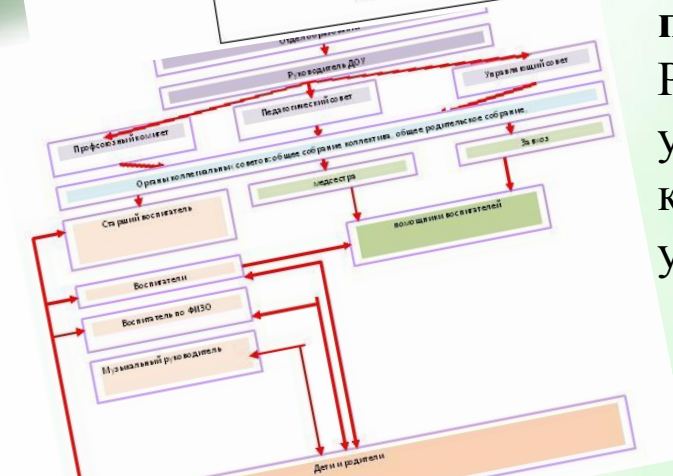 Отдел образования
Руководитель ДОУ
Управляющий совет
Педагогический совет
Профсоюзный комитет
Органы коллегиальных советов: общее собрание коллектива, общее родительское собрание,
Завхоз
медсестра
Старший воспитатель
помощники воспитателей
Воспитатели
Воспитатель по ФИЗО
Музыкальный руководитель
Дети и родители